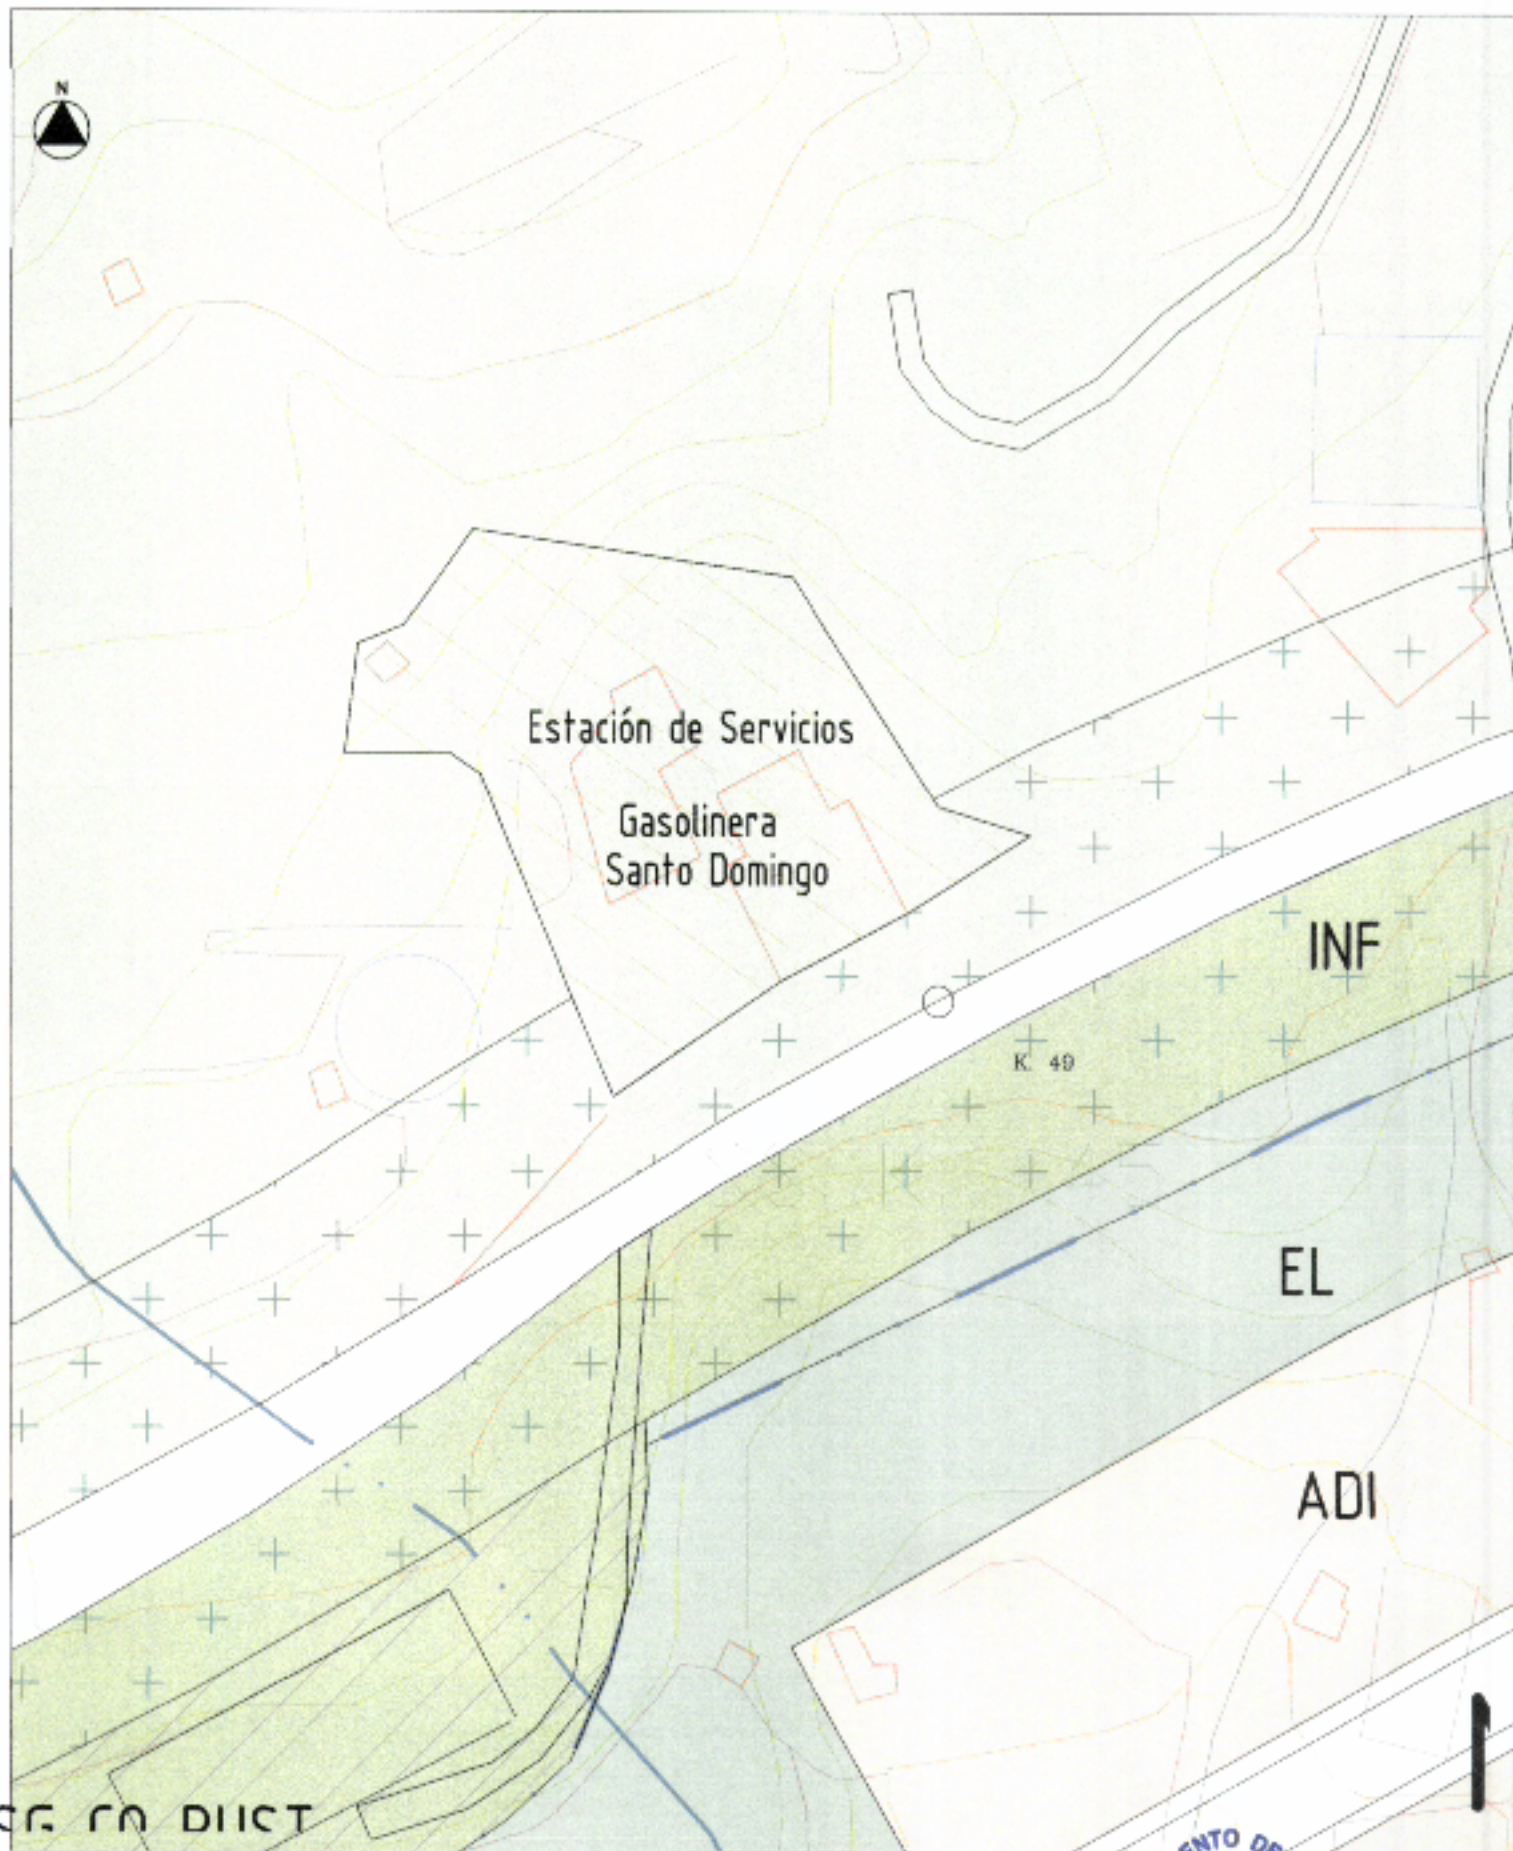 N
Estación de Servicios
Gasolinera
Santo Domingo
INF
K. 49
EL
ADI